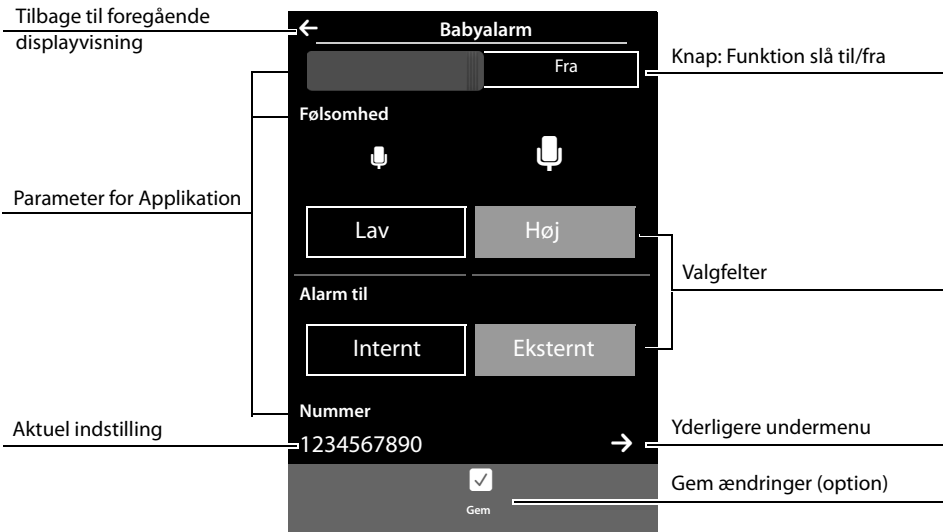 Tilbage til foregående
displayvisning
Babyalarm
Fra
Knap: Funktion slå til/fra
Følsomhed
Parameter for Applikation
Lav
Høj
Valgfelter
Alarm til
Internt
Eksternt
Nummer
Aktuel indstilling
1234567890
Yderligere undermenu
Gem ændringer (option)
Gem